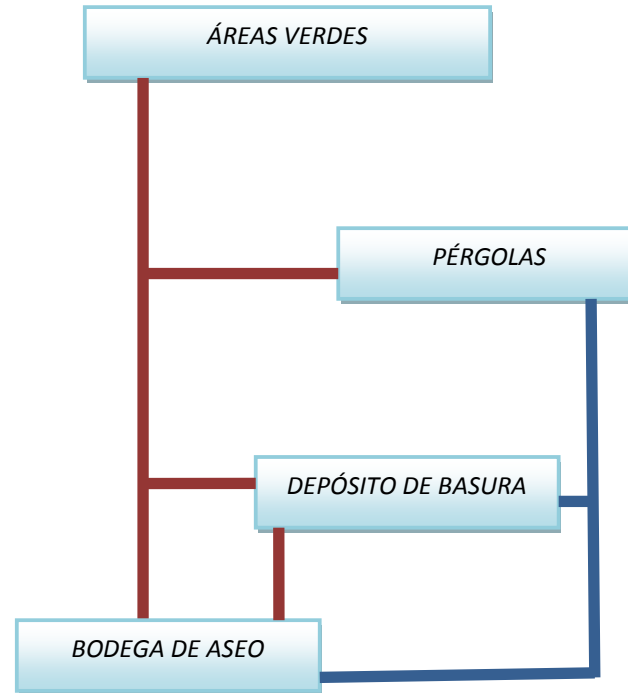 ÁREAS VERDES
PÉRGOLAS
DEPÓSITO DE BASURA
BODEGA DE ASEO